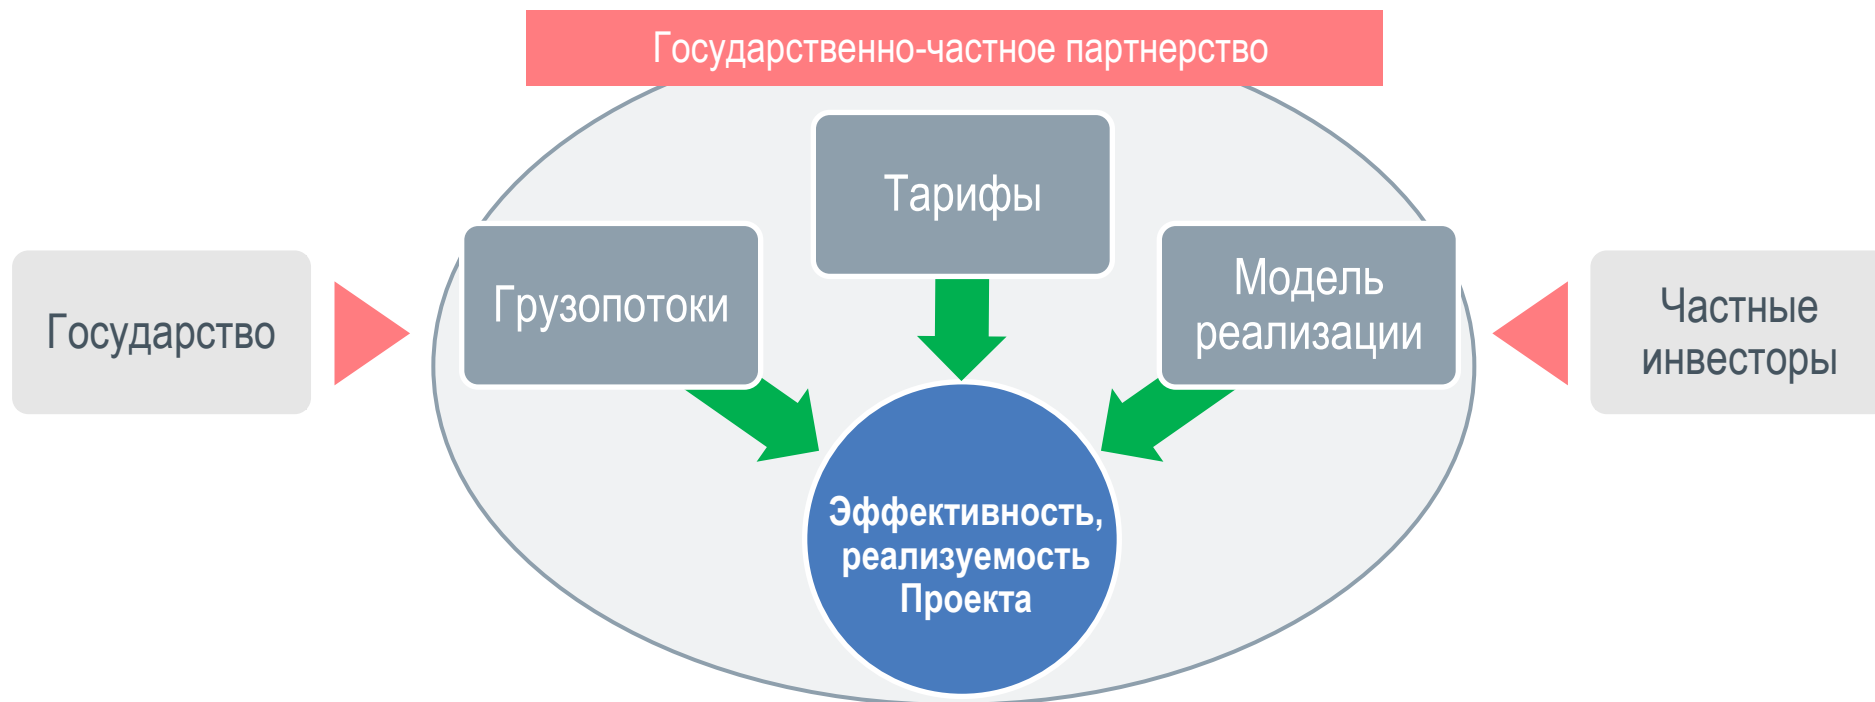 Государственно-частное партнерство
Тарифы
Грузопотоки
Модель
реализации
Государство
Частные
инвесторы
Эффективность,
реализуемость
Проекта